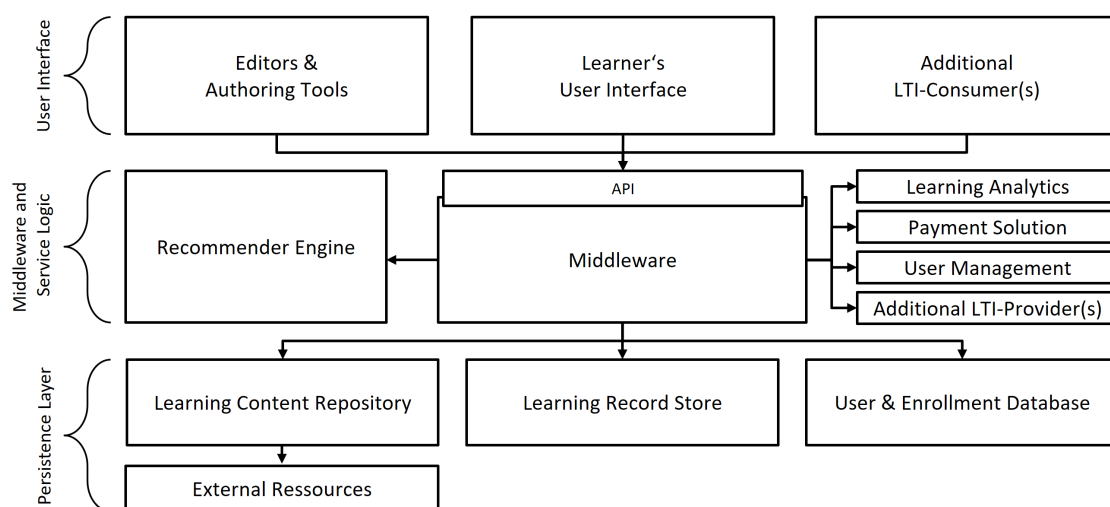 User Interface
Editors &
Authoring Tools
Learner‘s
User Interface
Additional
LTI-Consumer(s)
Middleware and
Service Logic
Recommender Engine
API
Middleware
Learning Analytics
Payment Solution
User Management
Additional LTI-Provider(s)
Persistence Layer
Learning Content Repository
Learning Record Store
User & Enrollment Database
External Ressources